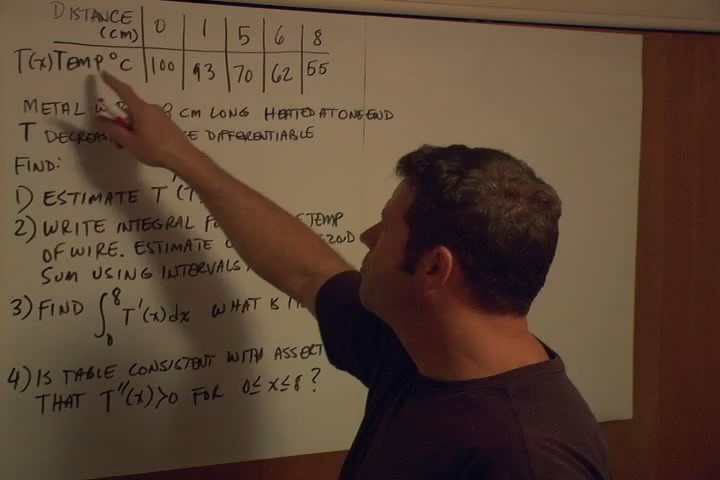 DISTANCE (cm) 0 1 5 6 8
T(x) TEMP °C 100 93 70 62 55
METAL 8 CM LONG HEATED AT ONE END
T DIFFERENTIABLE
FIND:
1) ESTIMATE
2) WRITE INTEGRAL TEMP
OF WIRE. ESTIMATE
SUM USING INTERVALS
3) FIND ∫₀⁸ T'(x)dx WHAT IS
4) IS TABLE CONSISTENT WITH ASSERT
THAT T''(x)>0 FOR 0≤x≤8?